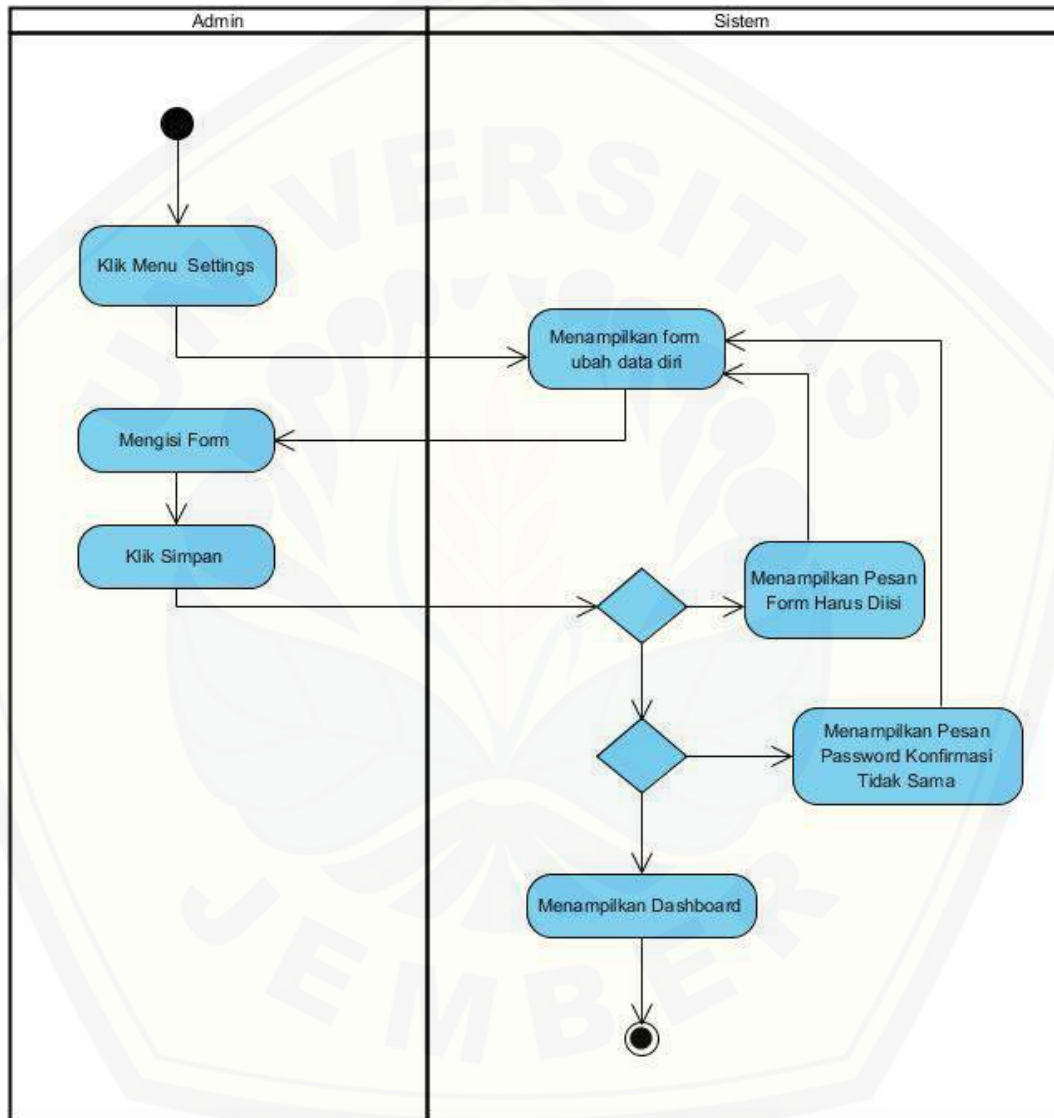 Admin
Sistem
Klik Menu Settings
Menampilkan form
ubah data diri
Mengisi Form
Klik Simpan
Menampilkan Pesan
Form Harus Diisi
Menampilkan Pesan
Password Konfirmasi
Tidak Sama
Menampilkan Dashboard
UNIVERSITAS
JEMBER